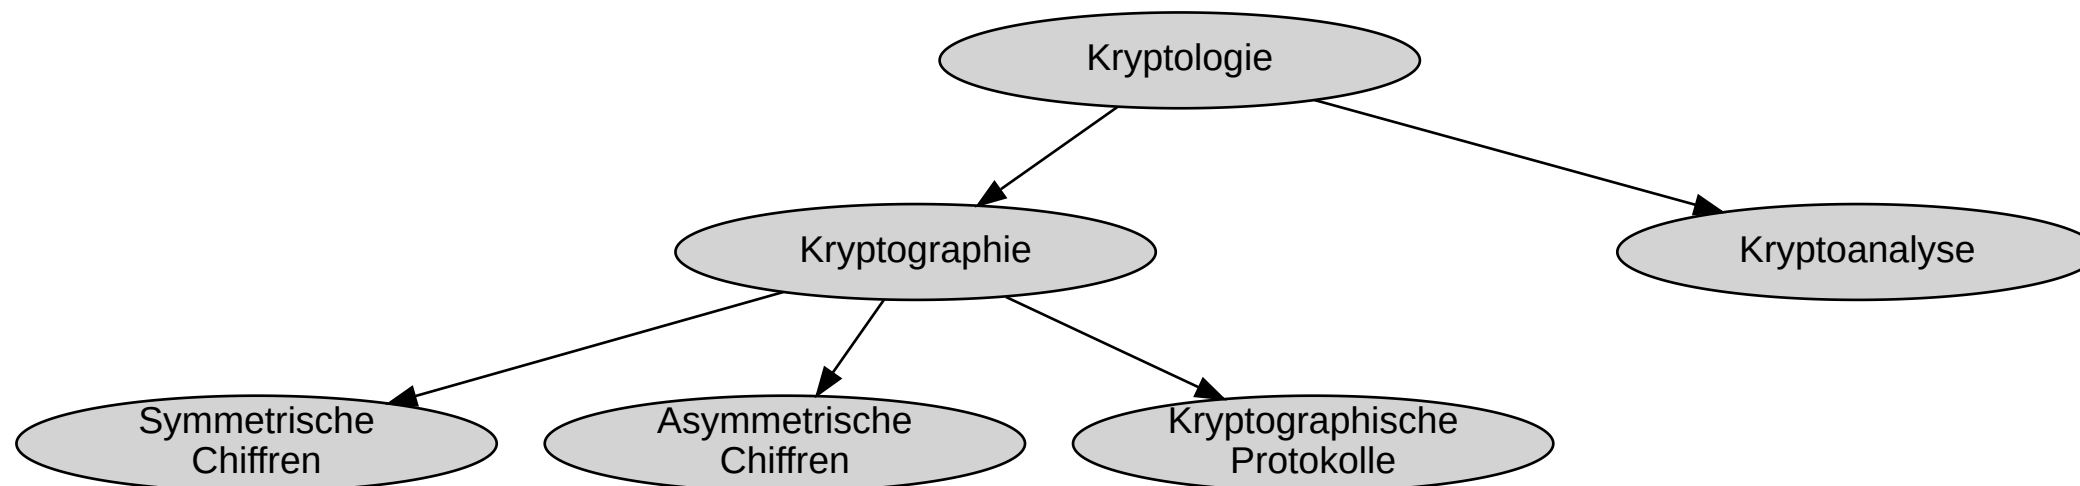 Kryptologie
Kryptographie
Kryptoanalyse
Symmetrische
Chiffren
Asymmetrische
Chiffren
Kryptographische
Protokolle